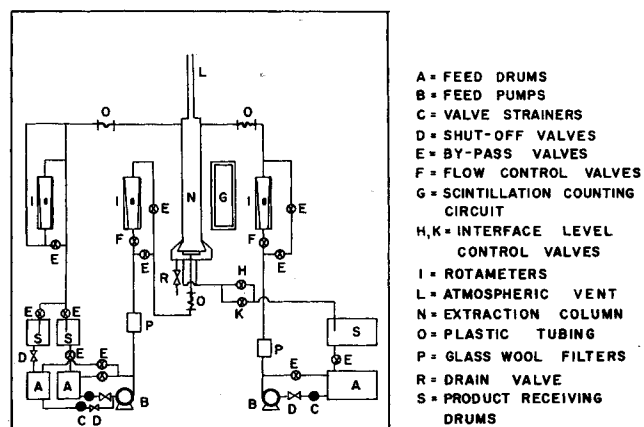 L
O
O
I
I
N
G
I
E
E
F
E
E
F
E
R
H
O
K
E
E
P
S
S
S
D
E
E
E
P
E
A
A
A
B
B
C
D
D
C
A = FEED DRUMS
B = FEED PUMPS
C = VALVE STRAINERS
D = SHUT-OFF VALVES
E = BY-PASS VALVES
F = FLOW CONTROL VALVES
G = SCINTILLATION COUNTING
CIRCUIT
H,K = INTERFACE LEVEL
CONTROL VALVES
I = ROTAMETERS
L = ATMOSPHERIC VENT
N = EXTRACTION COLUMN
O = PLASTIC TUBING
P = GLASS WOOL FILTERS
R = DRAIN VALVE
S = PRODUCT RECEIVING
DRUMS